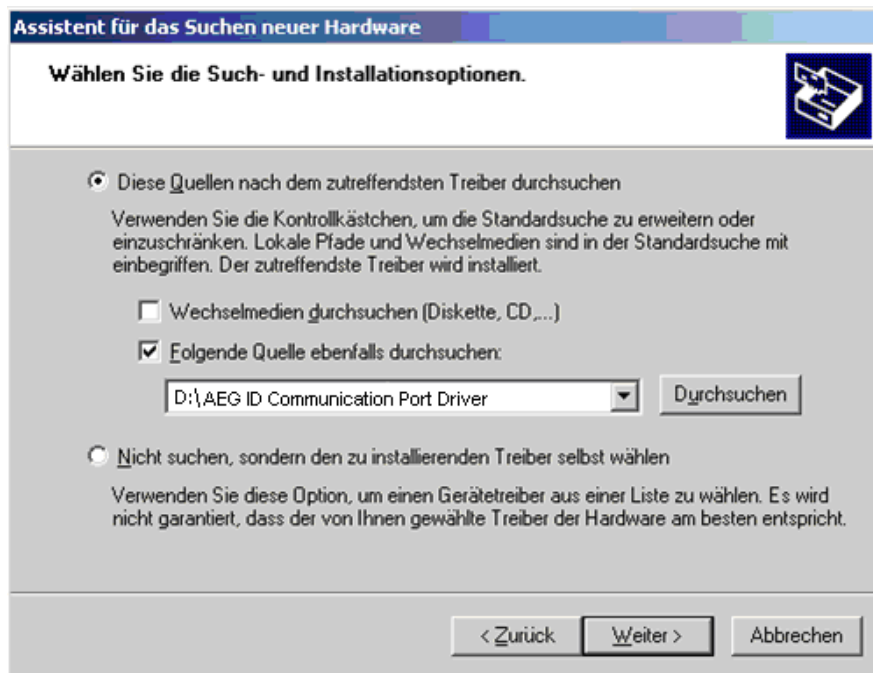 Assistent für das Suchen neuer Hardware
Wählen Sie die Such- und Installationsoptionen.
Diese Quellen nach dem zutreffendsten Treiber durchsuchen
Verwenden Sie die Kontrollkästchen, um die Standardsuche zu erweitern oder
einzuschränken. Lokale Pfade und Wechselmedien sind in der Standardsuche mit
einbegriffen. Der zutreffendste Treiber wird installiert.
Wechselmedien durchsuchen (Diskette, CD,...)
Folgende Quelle ebenfalls durchsuchen:
D:\AEG ID Communication Port Driver
Durchsuchen
Nicht suchen, sondern den zu installierenden Treiber selbst wählen
Verwenden Sie diese Option, um einen Gerätetreiber aus einer Liste zu wählen. Es wird
nicht garantiert, dass der von Ihnen gewählte Treiber der Hardware am besten entspricht.
< Zurück Weiter > Abbrechen